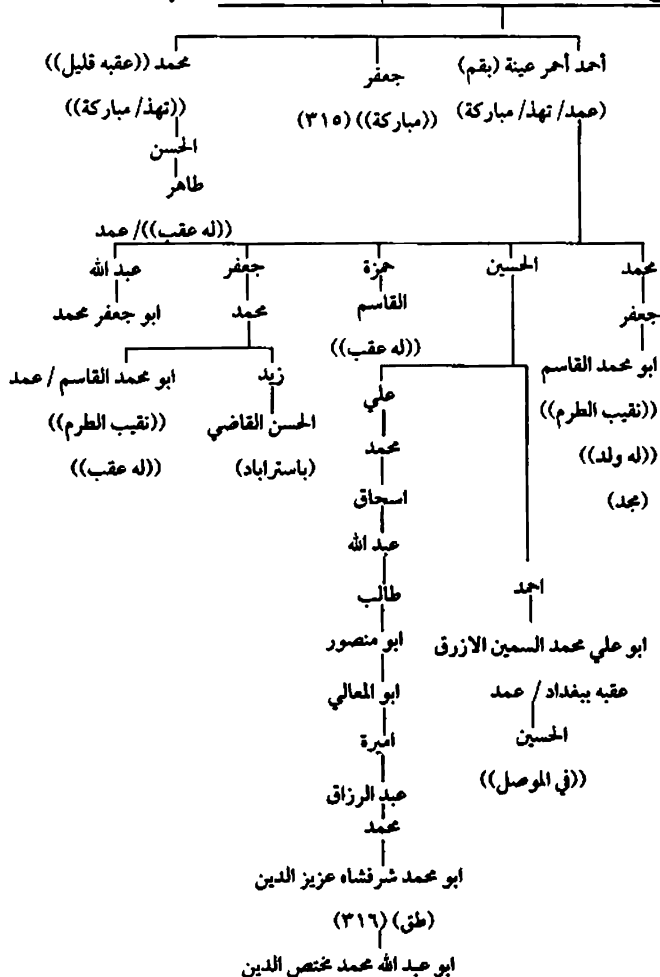 أحمد أحمر عينة (بقم)
(عمد/ تهذ/ مباركة)
جعفر
((مباركة)) (٣١٥)
محمد ((عقبه قليل))
((تهذ/ مباركة))
الحسن
طاهر
((له عقب))/ عمد
محمد
الحسين
حمزة
جعفر
عبد الله
جعفر
القاسم
محمد
ابو جعفر محمد
ابو محمد القاسم
((له عقب))
زيد
ابو محمد القاسم / عمد
((نقيب الطرم))
علي
الحسن القاضي
((نقيب الطرم))
((له ولد))
محمد
(باستراباد)
((له عقب))
(مجد)
اسحاق
عبد الله
احمد
طالب
ابو علي محمد السمين الازرق
ابو منصور
عقبه ببغداد / عمد
ابو المعالي
الحسين
اميرة
((في الموصل))
عبد الرزاق
محمد
ابو محمد شرفشاه عزيز الدين
(طق) (٣١٦)
ابو عبد الله محمد مختص الدين